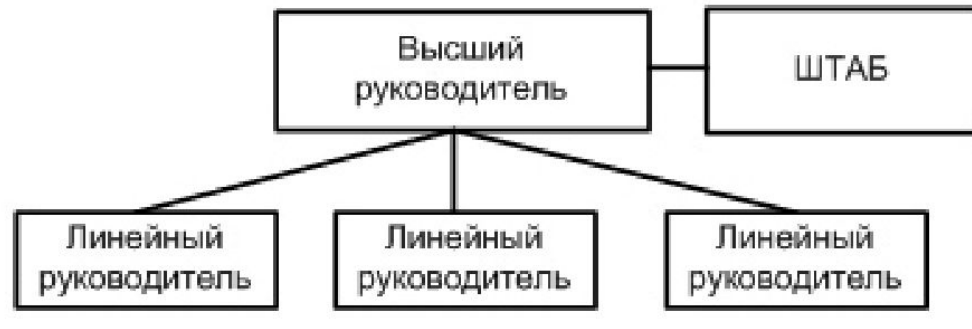 Высший
руководитель
ШТАБ
Линейный
руководитель
Линейный
руководитель
Линейный
руководитель